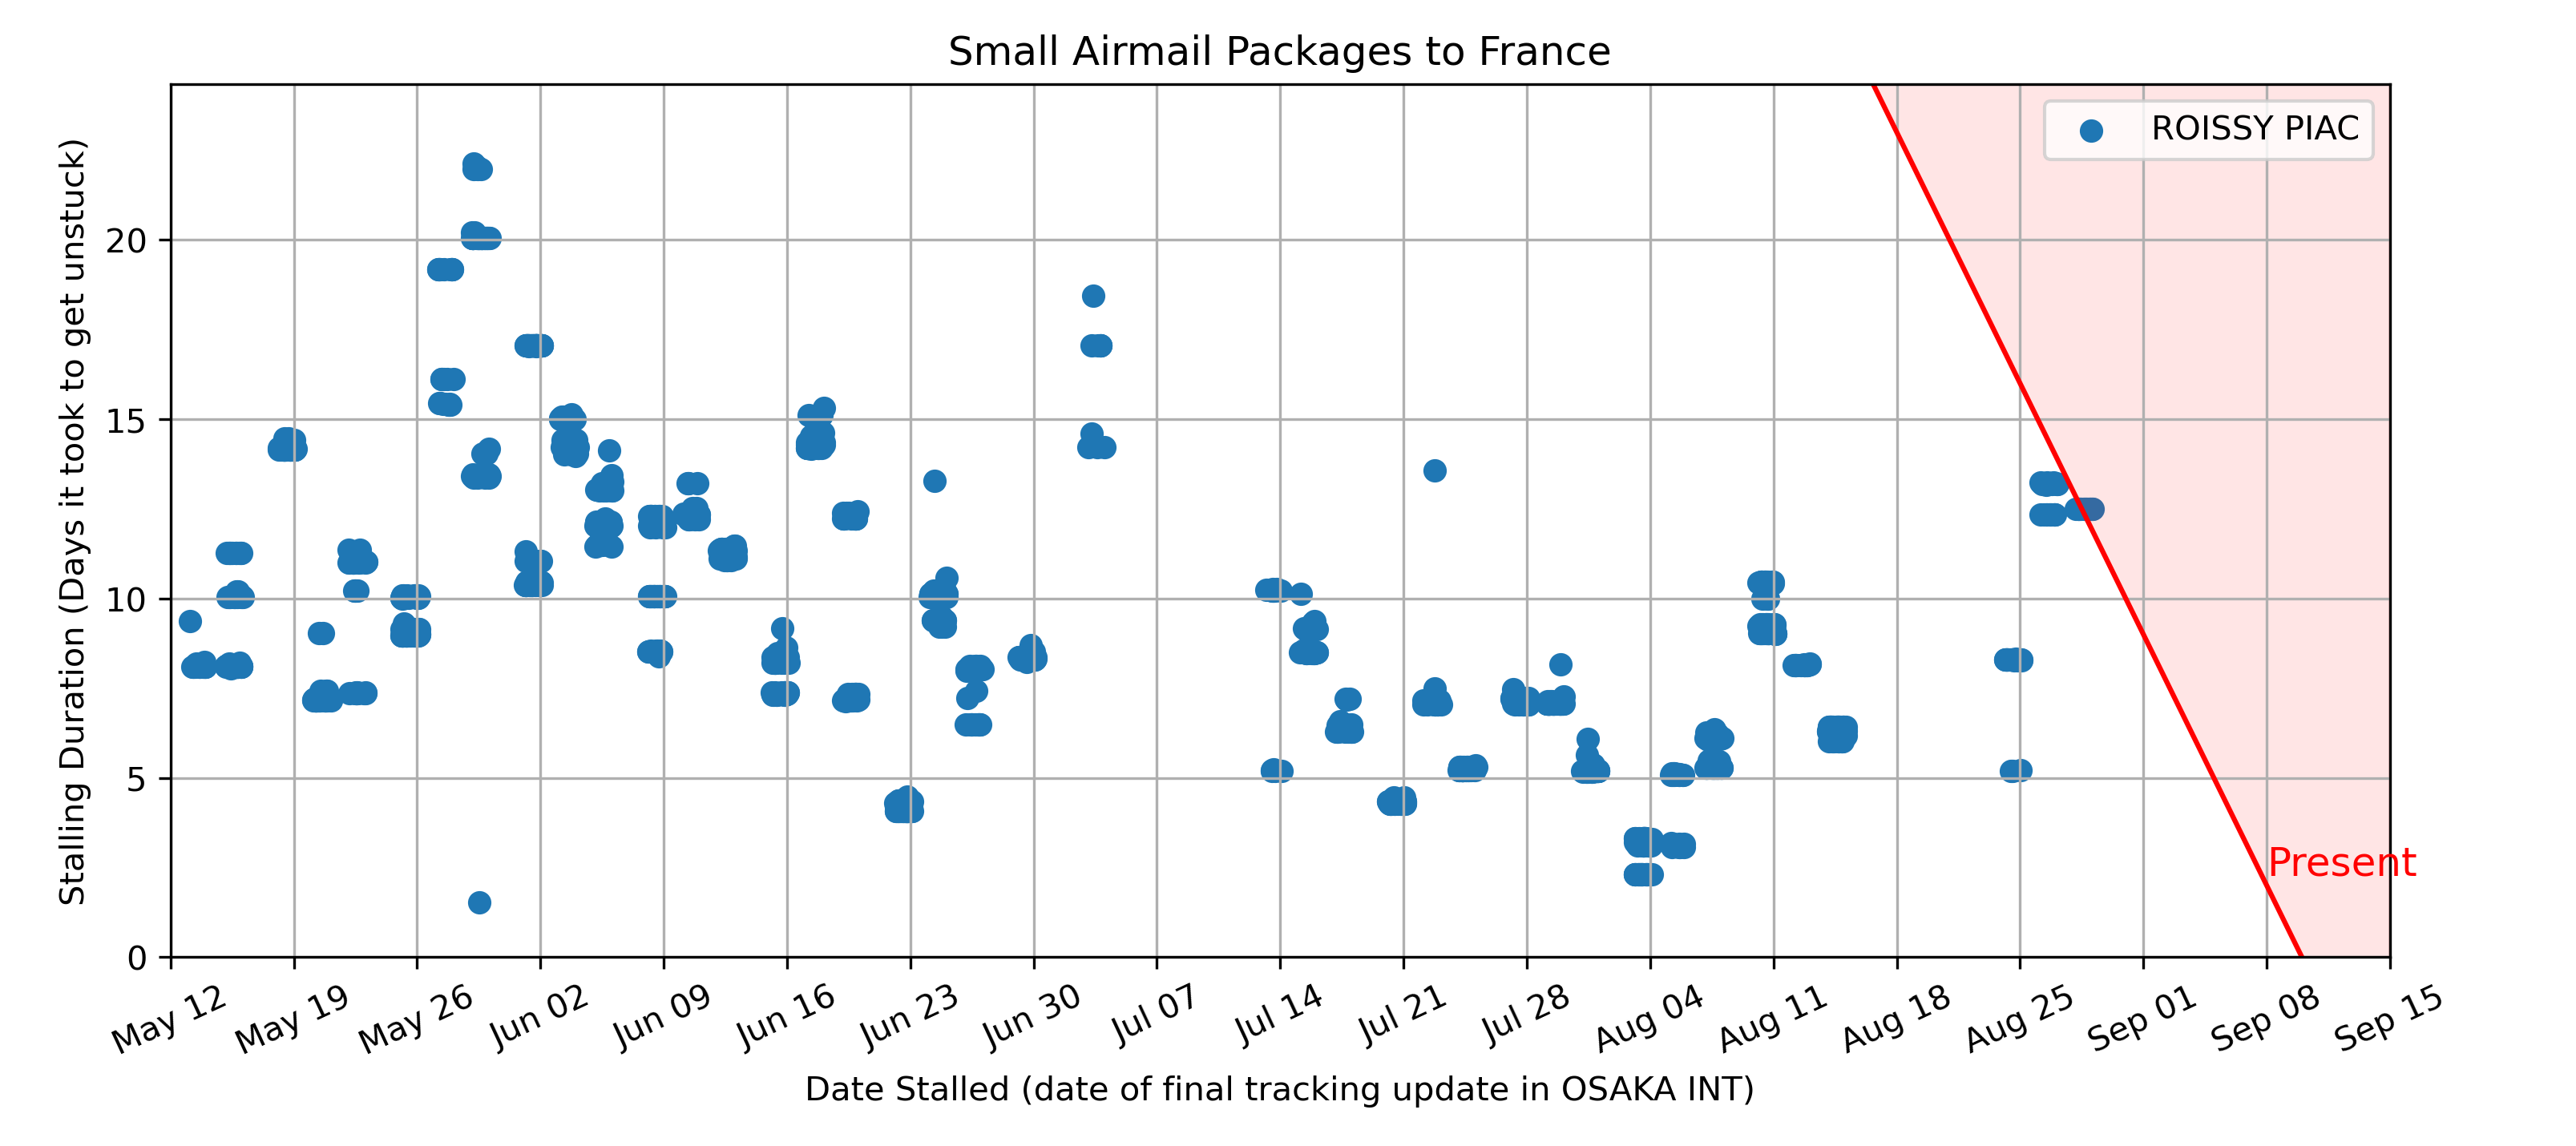 Small Airmail Packages to France
ROISSY PIAC
Stalling Duration (Days it took to get unstuck)
20
15
10
5
0
Present
May 12
May 19
May 26
Jun 02
Jun 09
Jun 16
Jun 23
Jun 30
Jul 07
Jul 14
Jul 21
Jul 28
Aug 04
Aug 11
Aug 18
Aug 25
Sep 01
Sep 08
Sep 15
Date Stalled (date of final tracking update in OSAKA INT)